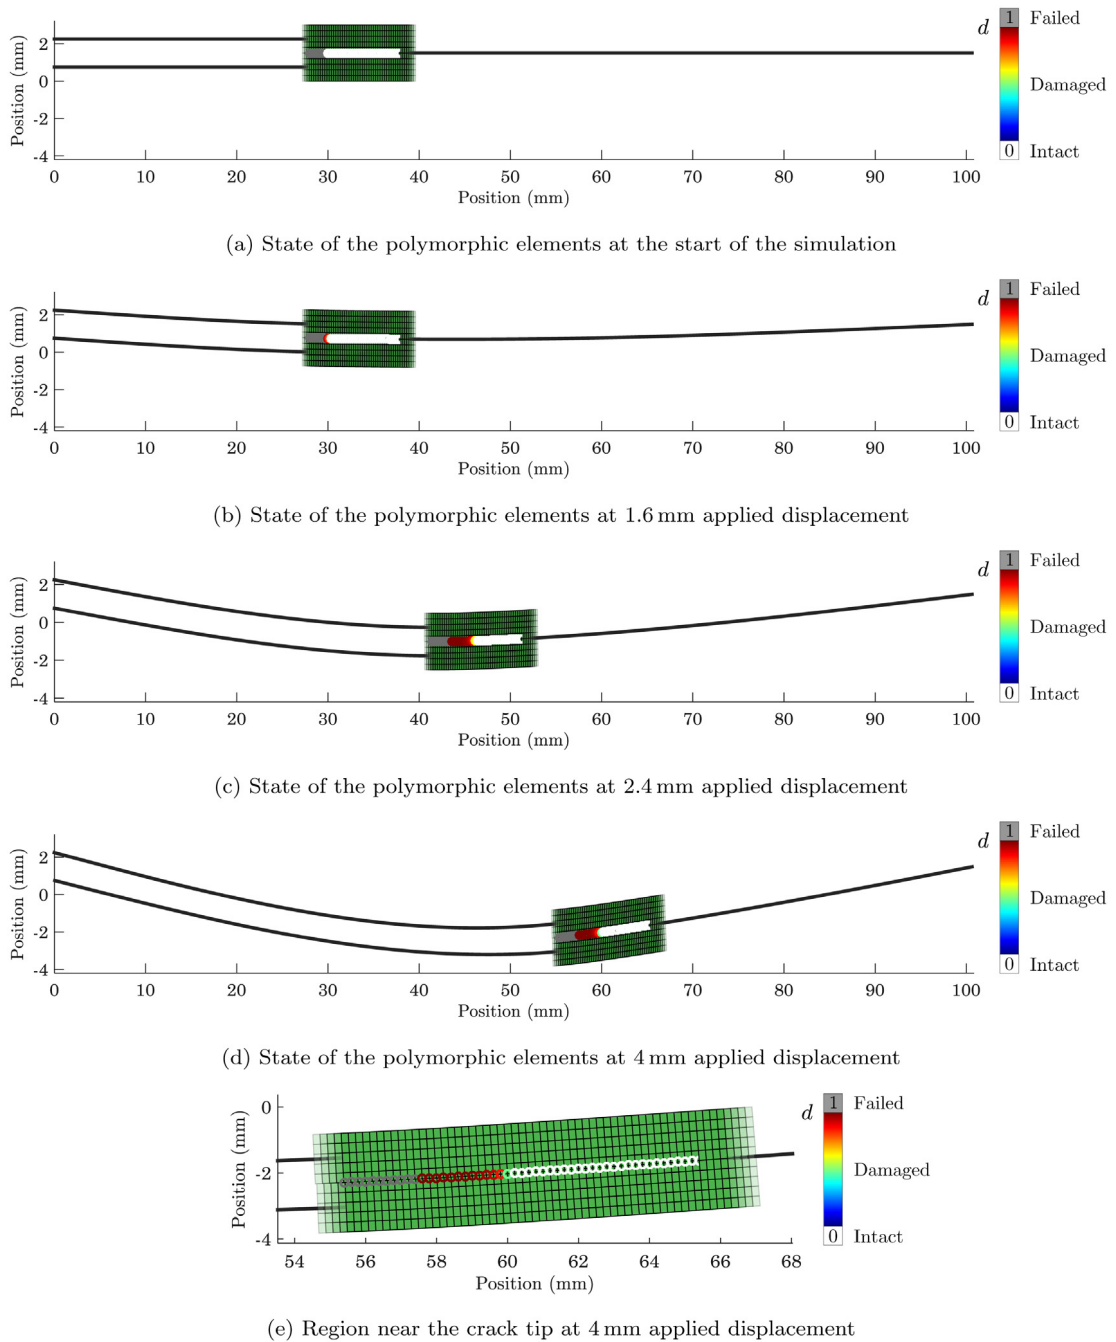 d
1 Failed
Damaged
0 Intact
Position (mm)
2
0
-2
-4
0 10 20 30 40 50 60 70 80 90 100
Position (mm)
(a) State of the polymorphic elements at the start of the simulation
d
1 Failed
Damaged
0 Intact
Position (mm)
2
0
-2
-4
0 10 20 30 40 50 60 70 80 90 100
Position (mm)
(b) State of the polymorphic elements at 1.6 mm applied displacement
d
1 Failed
Damaged
0 Intact
Position (mm)
2
0
-2
-4
0 10 20 30 40 50 60 70 80 90 100
Position (mm)
(c) State of the polymorphic elements at 2.4 mm applied displacement
d
1 Failed
Damaged
0 Intact
Position (mm)
2
0
-2
-4
0 10 20 30 40 50 60 70 80 90 100
Position (mm)
(d) State of the polymorphic elements at 4 mm applied displacement
d
1 Failed
Damaged
0 Intact
Position (mm)
0
-2
-4
54 56 58 60 62 64 66 68
Position (mm)
(e) Region near the crack tip at 4 mm applied displacement